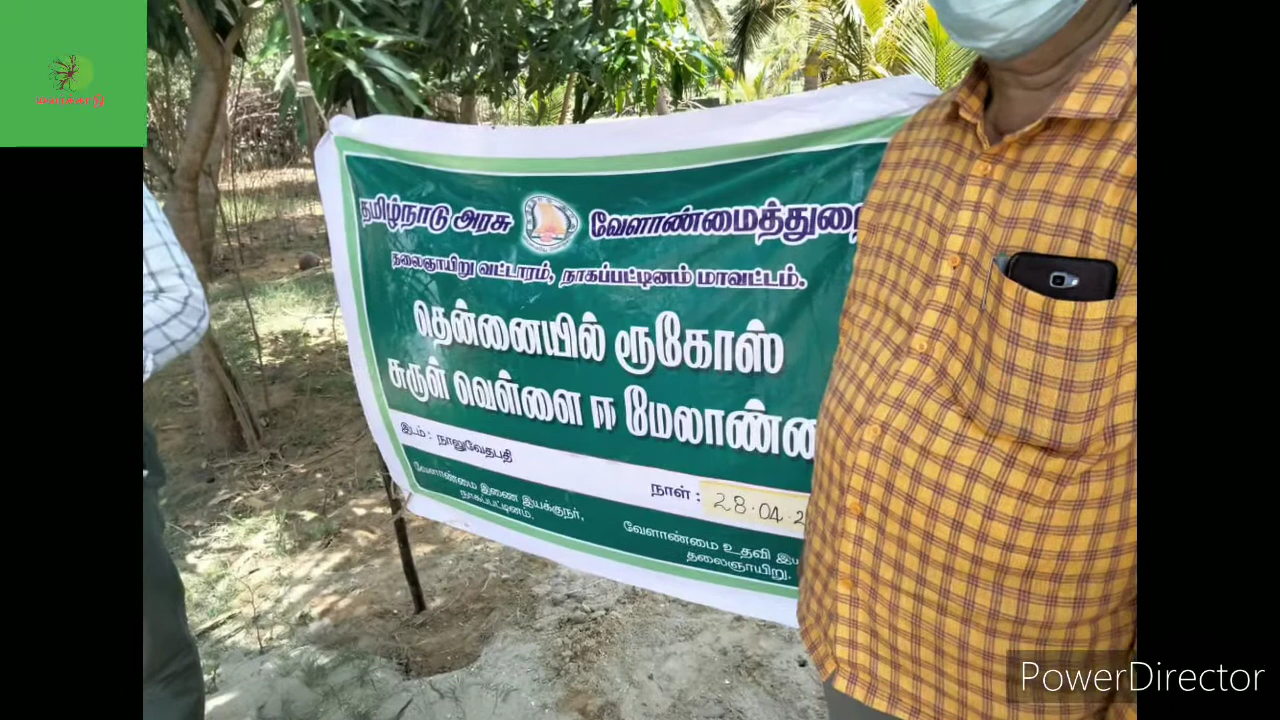 மலர்க்காடு
தமிழ்நாடு அரசு வேளாண்மைத்துறை
தலைஞாயிறு வட்டாரம், நாகப்பட்டினம் மாவட்டம்.
தென்னையில் ரூகோஸ்
சுருள் வெள்ளை ஈ மேலாண்
இடம் : நாலுவேதபதி
நாள் : 28.04.2
வேளாண்மை இணை இயக்குநர்,
நாகப்பட்டினம்.
வேளாண்மை உதவி இய
தலைஞாயிறு.
PowerDirector